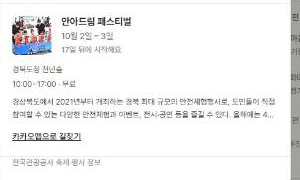 안아드림 페스티벌
10월 2일 ~ 3일
17일 뒤에 시작해요
경북도청 천년숲
10:00~17:00 · 무료
경상북도에서 2021년부터 개최하는 경북 최대 규모의 안전체험행사로, 도민들이 직접
참여할 수 있는 다양한 안전체험과 이벤트, 전시·공연 등을 즐길 수 있다. 올해에는 4...
카카오맵으로 길찾기
한국관광공사 축제·행사 정보